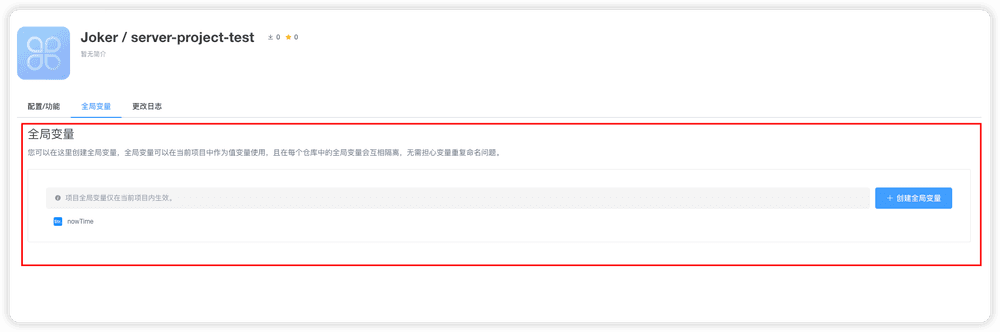 Joker / server-project-test 0 0
暂无简介
配置/功能 全局变量 更改日志
全局变量
您可以在这里创建全局变量，全局变量可以在当前项目中作为值变量使用，且在每个仓库中的全局变量会互相隔离，无需担心变量重复命名问题。
项目全局变量仅在当前项目内生效。
+ 创建全局变量
nowTime